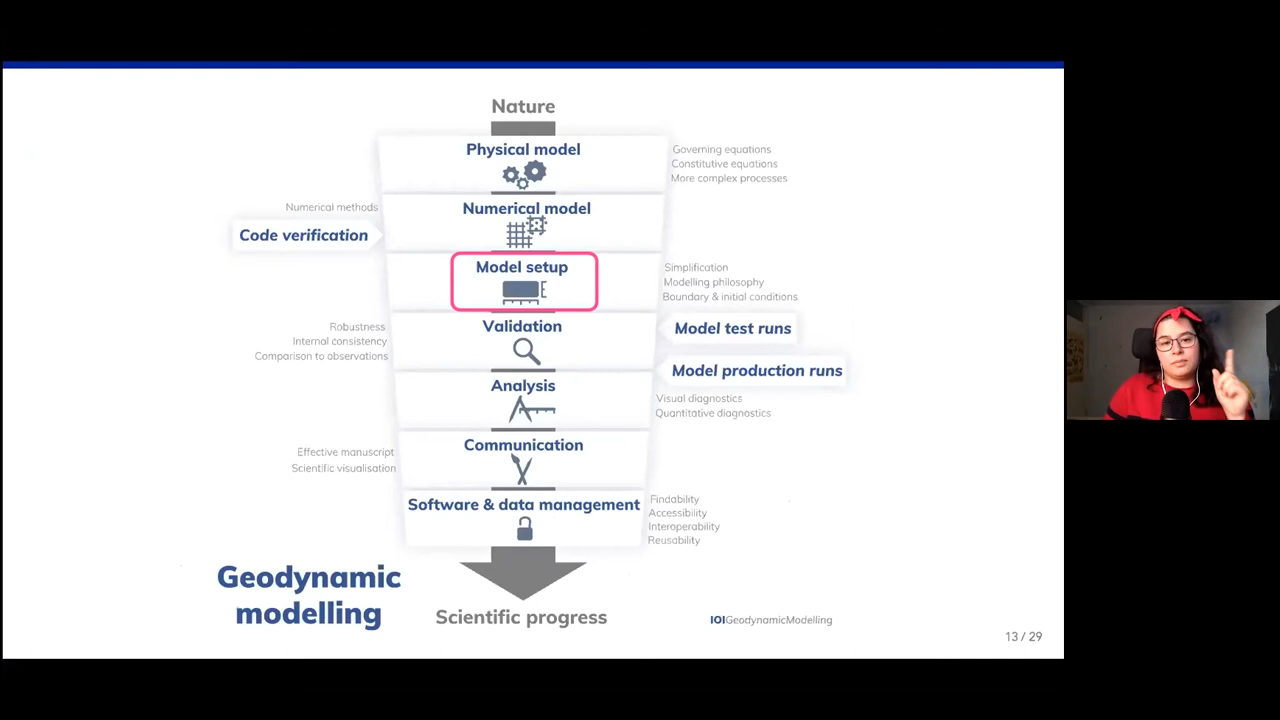 Nature
Physical model
Governing equations
Constitutive equations
More complex processes
Numerical model
Numerical methods
Code verification
Model setup
Simplification
Modelling philosophy
Boundary & initial conditions
Validation
Robustness
Internal consistency
Comparison to observations
Model test runs
Model production runs
Analysis
Visual diagnostics
Quantitative diagnostics
Communication
Effective manuscript
Scientific visualisation
Software & data management
Findability
Accessibility
Interoperability
Reusability
Geodynamic
modelling
Scientific progress
IOIGeodynamicModelling
13 / 29